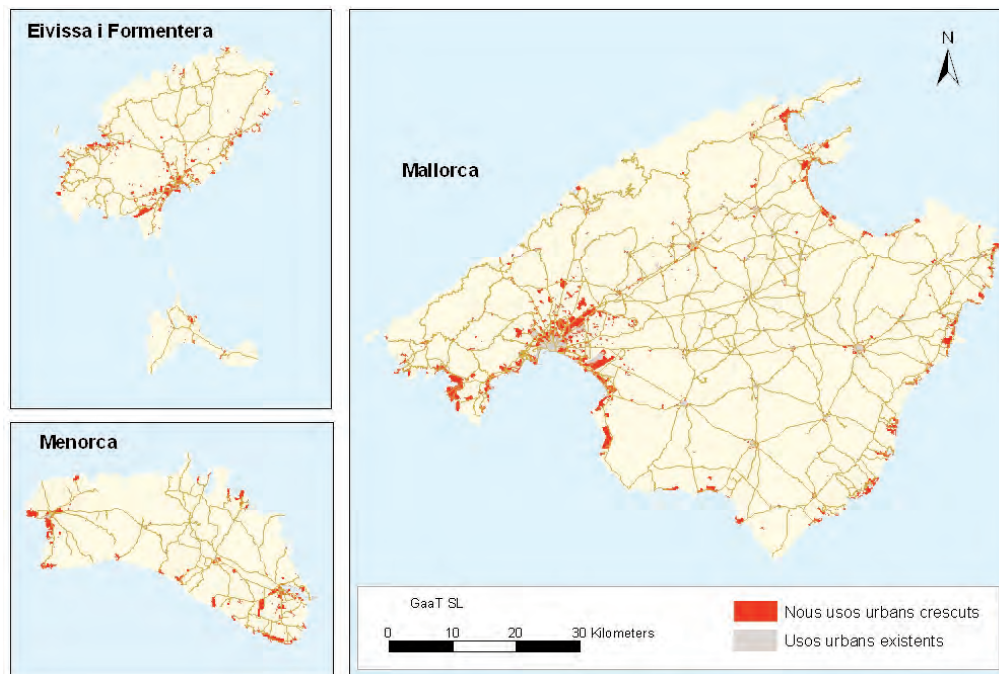 Eivissa i Formentera
Mallorca
N
Menorca
GaaT SL
0 10 20 30 Kilometers
Nous usos urbans crescuts
Usos urbans existents